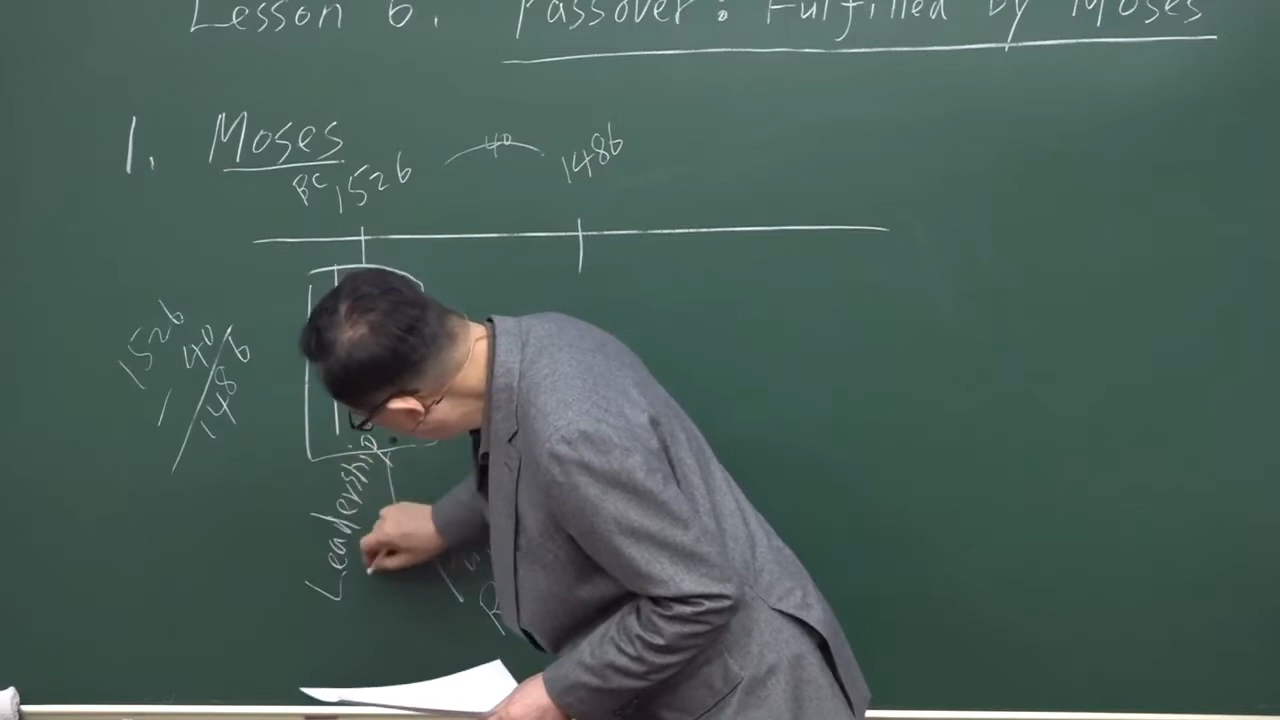 Lesson 6. Passover: Fulfilled by Moses
1. Moses
BC 1526
40
1486
1526
40
1486
Leadership